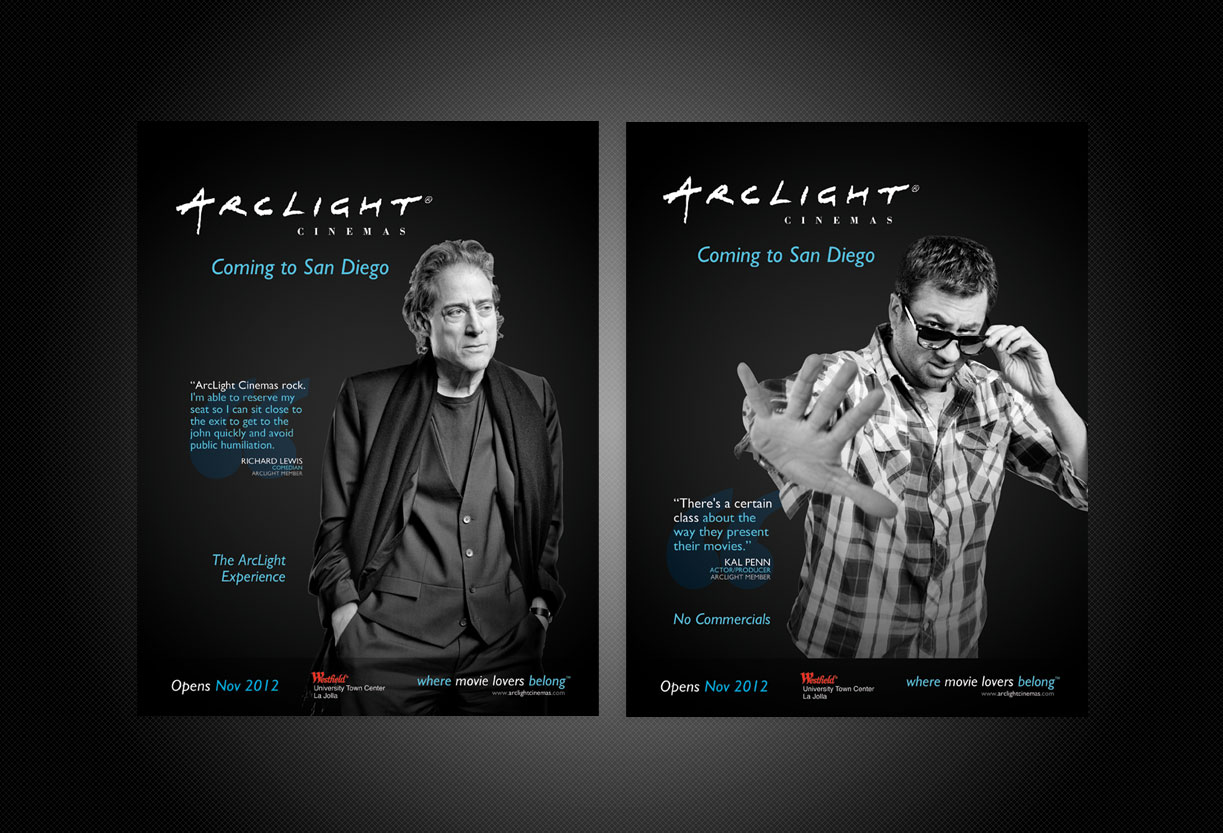 ARCLIGHT®
CINEMAS
Coming to San Diego
“ArcLight Cinemas rock.
I'm able to reserve my
seat so I can sit close to
the exit to get to the
john quickly and avoid
public humiliation.
RICHARD LEWIS
COMEDIAN
ARCLIGHT MEMBER
The ArcLight
Experience
Opens Nov 2012
Westfield
University Town Center
La Jolla
where movie lovers belong™
www.arclightcinemas.com
ARCLIGHT®
CINEMAS
Coming to San Diego
“There's a certain
class about the
way they present
their movies.”
KAL PENN
ACTOR/PRODUCER
ARCLIGHT MEMBER
No Commercials
Opens Nov 2012
Westfield
University Town Center
La Jolla
where movie lovers belong™
www.arclightcinemas.com